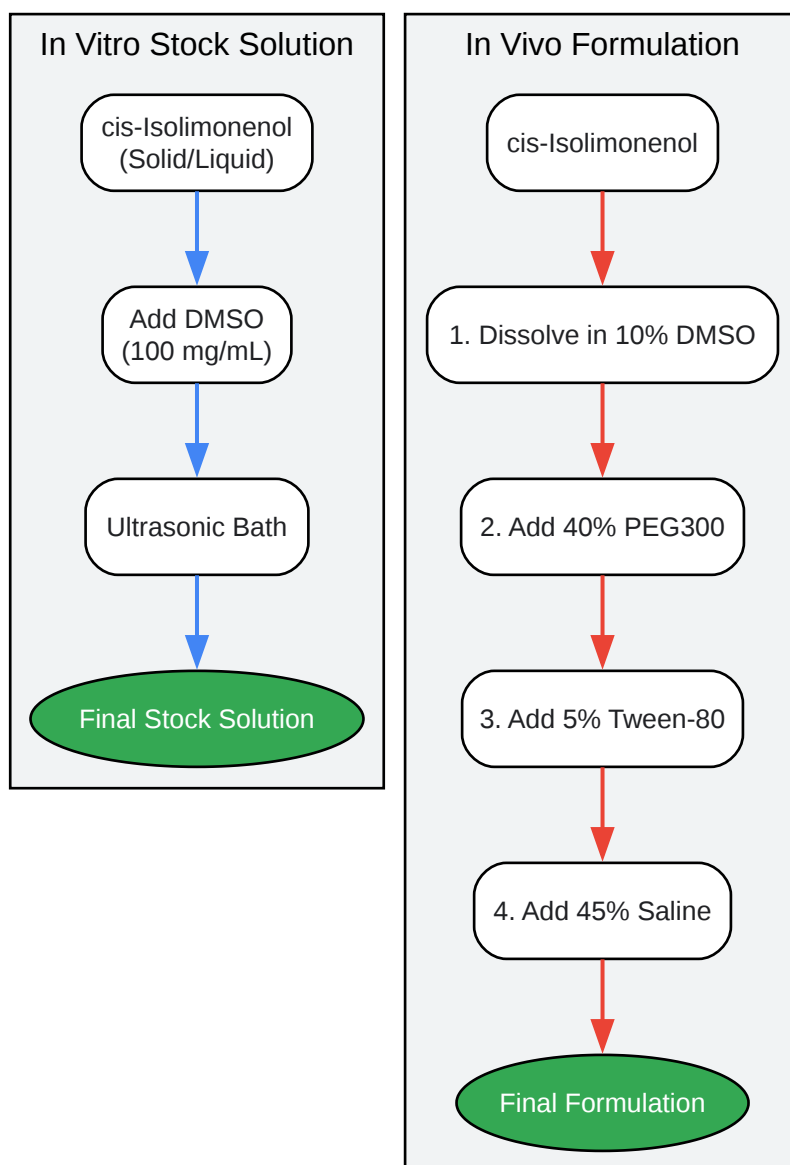 In Vitro Stock Solution
cis-Isolimonenol
(Solid/Liquid)
Add DMSO
(100 mg/mL)
Ultrasonic Bath
Final Stock Solution
In Vivo Formulation
cis-Isolimonenol
1. Dissolve in 10% DMSO
2. Add 40% PEG300
3. Add 5% Tween-80
4. Add 45% Saline
Final Formulation